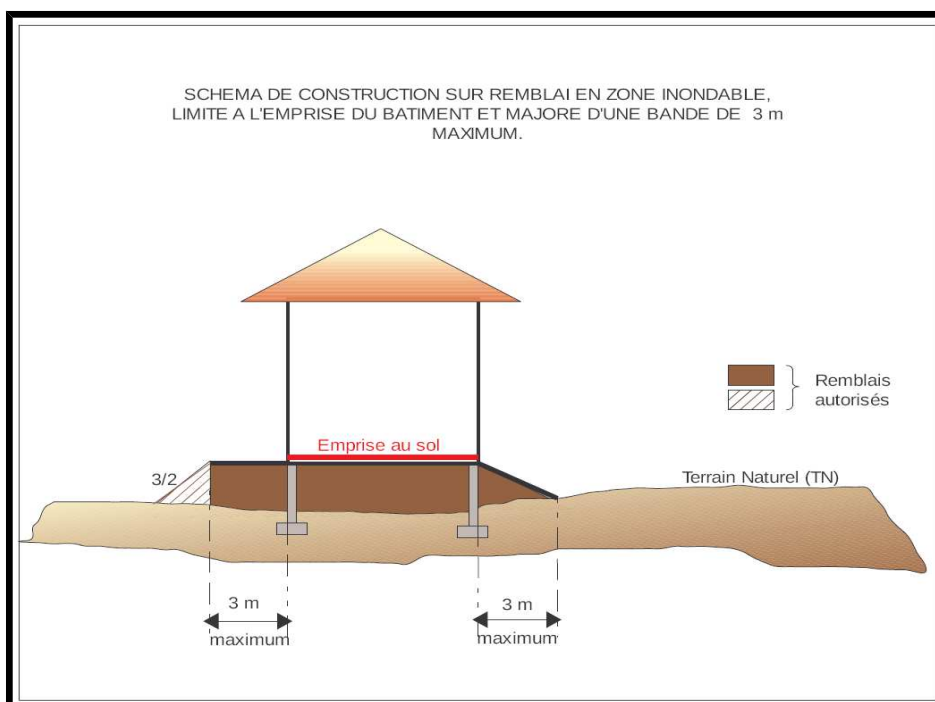 SCHEMA DE CONSTRUCTION SUR REMBLAI EN ZONE INONDABLE,
LIMITE A L'EMPRISE DU BATIMENT ET MAJORE D'UNE BANDE DE 3 m
MAXIMUM.
Remblais
autorisés
Emprise au sol
3/2
Terrain Naturel (TN)
3 m
maximum
3 m
maximum